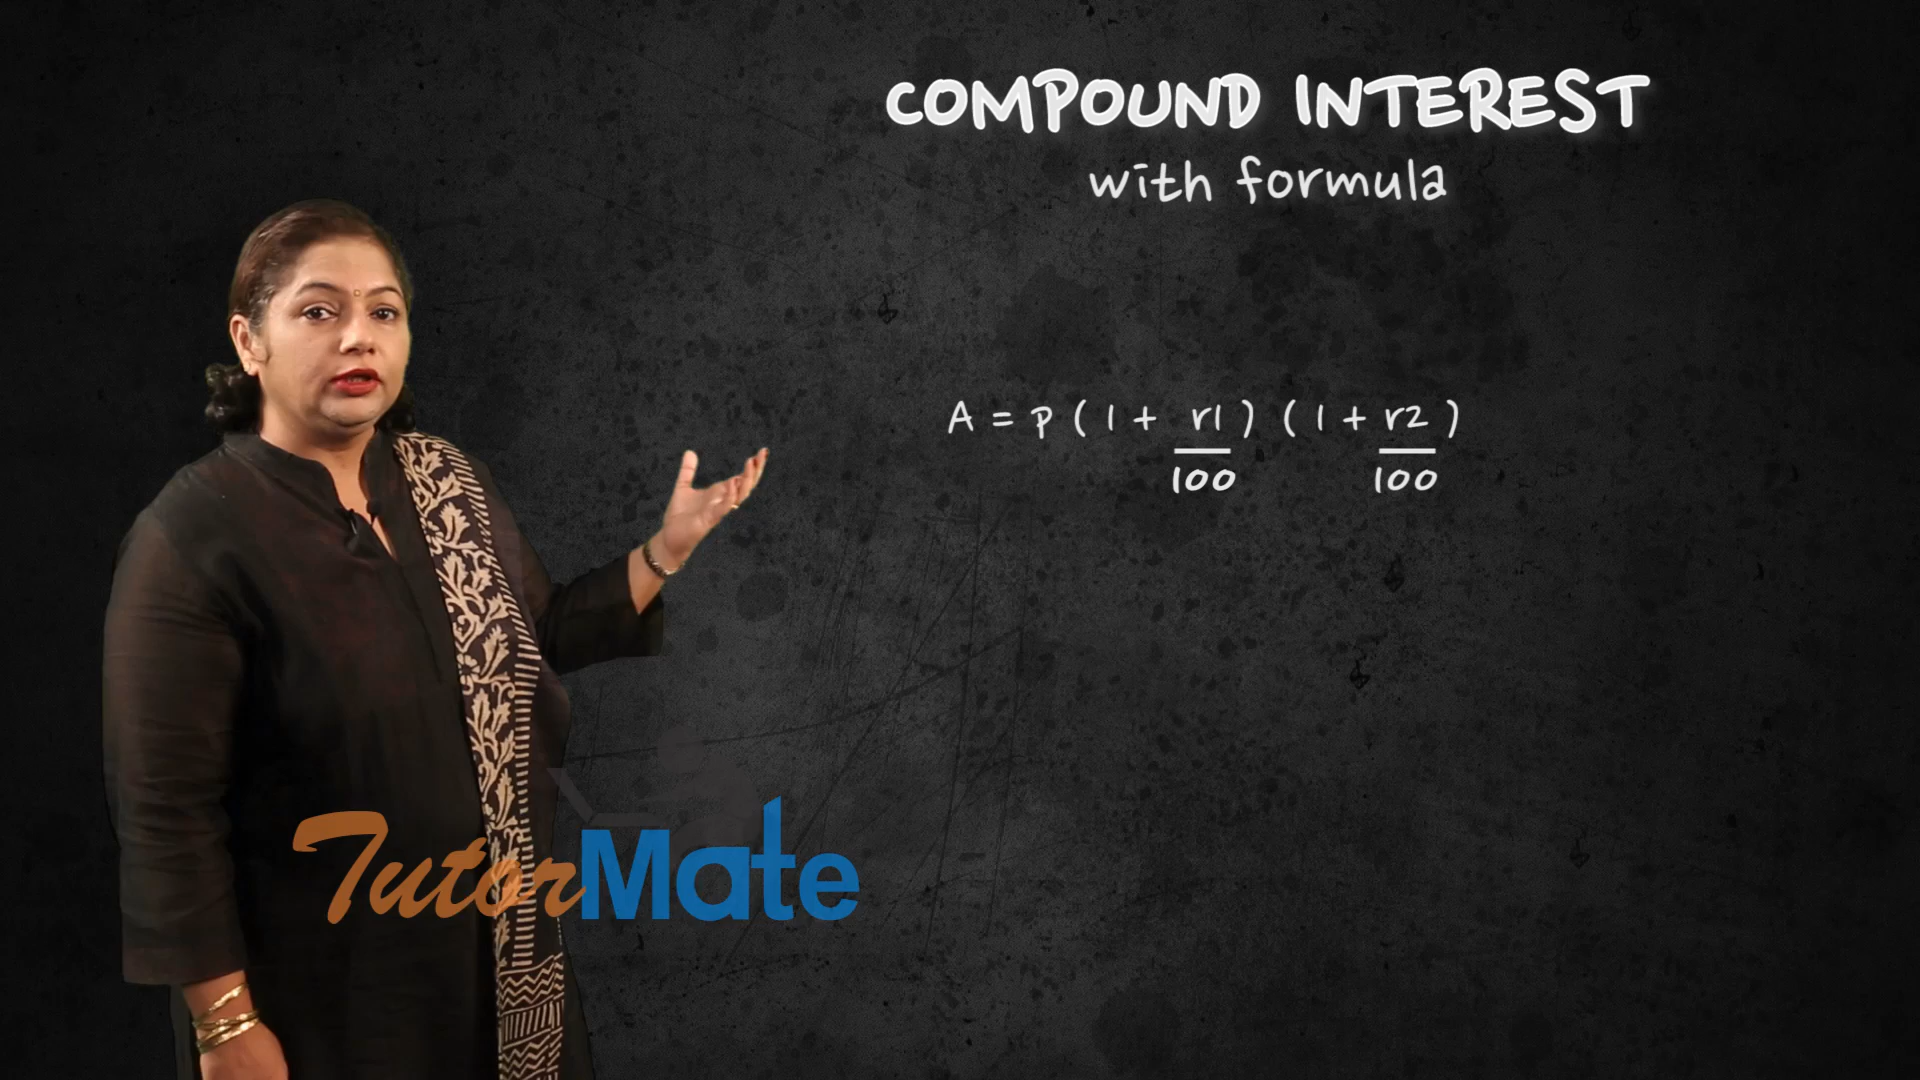 COMPOUND INTEREST
with formula
A = p ( 1 + r1 ) ( 1 + r2 )
100 100
TutorMate